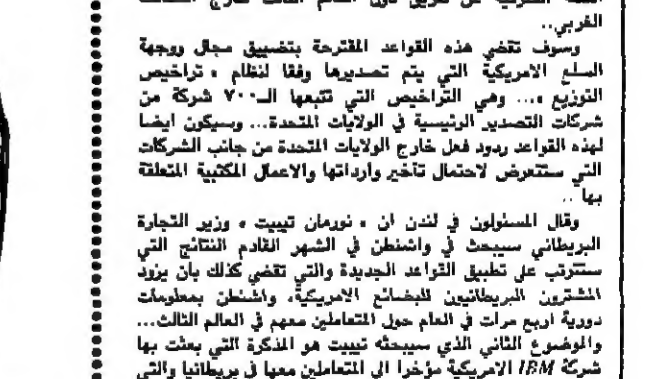 الغربي..
وسوف تقضي هذه القواعد المقترحة بتضييق مجال ووجهة
السلع الامريكية التي يتم تصديرها وفقا لنظام « تراخيص
التوزيع »... وهي التراخيص التي تتبعها الــ ٧٠٠ شركة من
شركات التصدير الرئيسية في الولايات المتحدة... وسيكون ايضا
لهذه القواعد ردود فعل خارج الولايات المتحدة من جانب الشركات
التي ستتعرض لاحتمال تأخير وارداتها والاعمال المكتبية المتعلقة
بها ..
وقال المسئولون في لندن ان « نورمان تيبيت » وزير التجارة
البريطاني سيبحث في واشنطن في الشهر القادم النتائج التي
ستترتب على تطبيق القواعد الجديدة والتي تقضي كذلك بأن يزود
المشترون البريطانيون للبضائع الامريكية، واشنطن بمعلومات
دورية اربع مرات في العام حول المتعاملين معهم في العالم الثالث...
والموضوع الثاني الذي سيبحثه تيبيت هو المذكرة التي بعثت بها
شركة IBM الامريكية مؤخرا الى المتعاملين معها في بريطانيا والتي